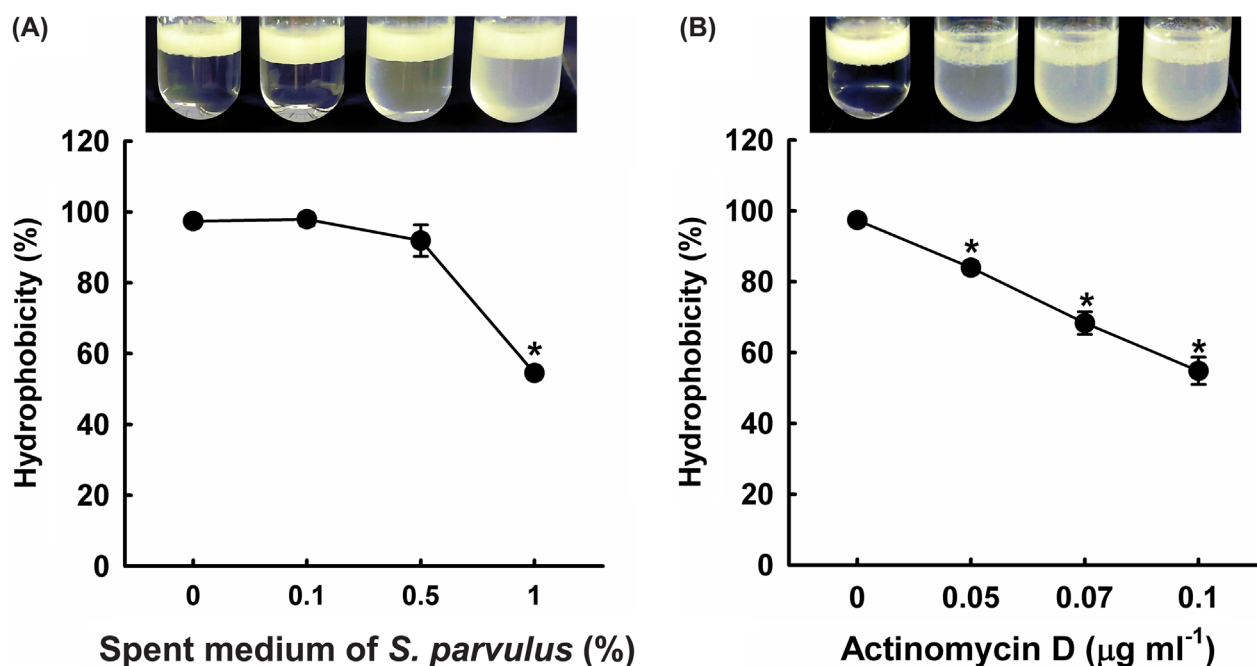 (A)
120
100
80
60
40
20
0
Hydrophobicity (%)
*
0 0.1 0.5 1
Spent medium of S. parvulus (%)
(B)
120
100
80
60
40
20
0
Hydrophobicity (%)
*
*
*
0 0.05 0.07 0.1
Actinomycin D (μg ml⁻¹)